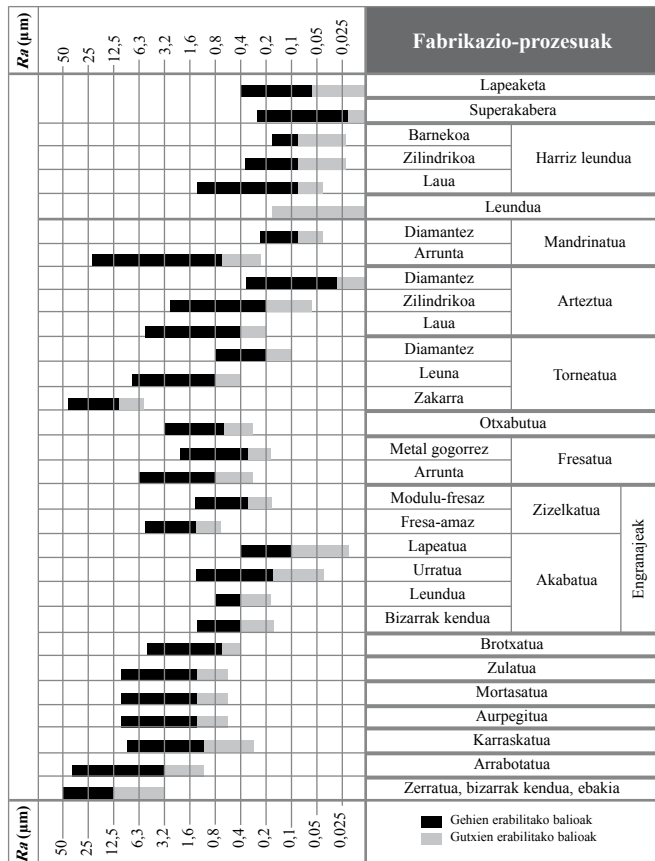 Ra (µm)
50
25
12,5
6,3
3,2
1,6
0,8
0,4
0,2
0,1
0,05
0,025
Fabrikazio-prozesuak
Lapeaketa
Superakabera
Barnekoa
Zilindrikoa
Harriz leundua
Laua
Leundua
Diamantez
Mandrinatua
Arrunta
Diamantez
Zilindrikoa
Arteztua
Laua
Diamantez
Leuna
Torneatua
Zakarra
Otxabutua
Metal gogorrez
Fresatua
Arrunta
Modulu-fresaz
Zizelkatua
Fresa-amaz
Engranajeak
Lapeatua
Urratua
Akabatua
Leundua
Bizarrak kendua
Brotxatua
Zulatua
Mortasatua
Aurpegitua
Karraskatua
Arrabotatua
Zerratua, bizarrak kendua, ebakia
Ra (µm)
50
25
12,5
6,3
3,2
1,6
0,8
0,4
0,2
0,1
0,05
0,025
Gehien erabilitako balioak
Gutxien erabilitako balioak